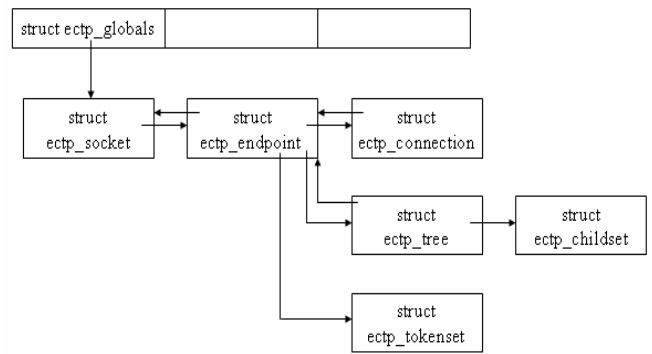 struct ectp_globals
struct
ectp_socket
struct
ectp_endpoint
struct
ectp_connection
struct
ectp_tree
struct
ectp_childset
struct
ectp_tokenset